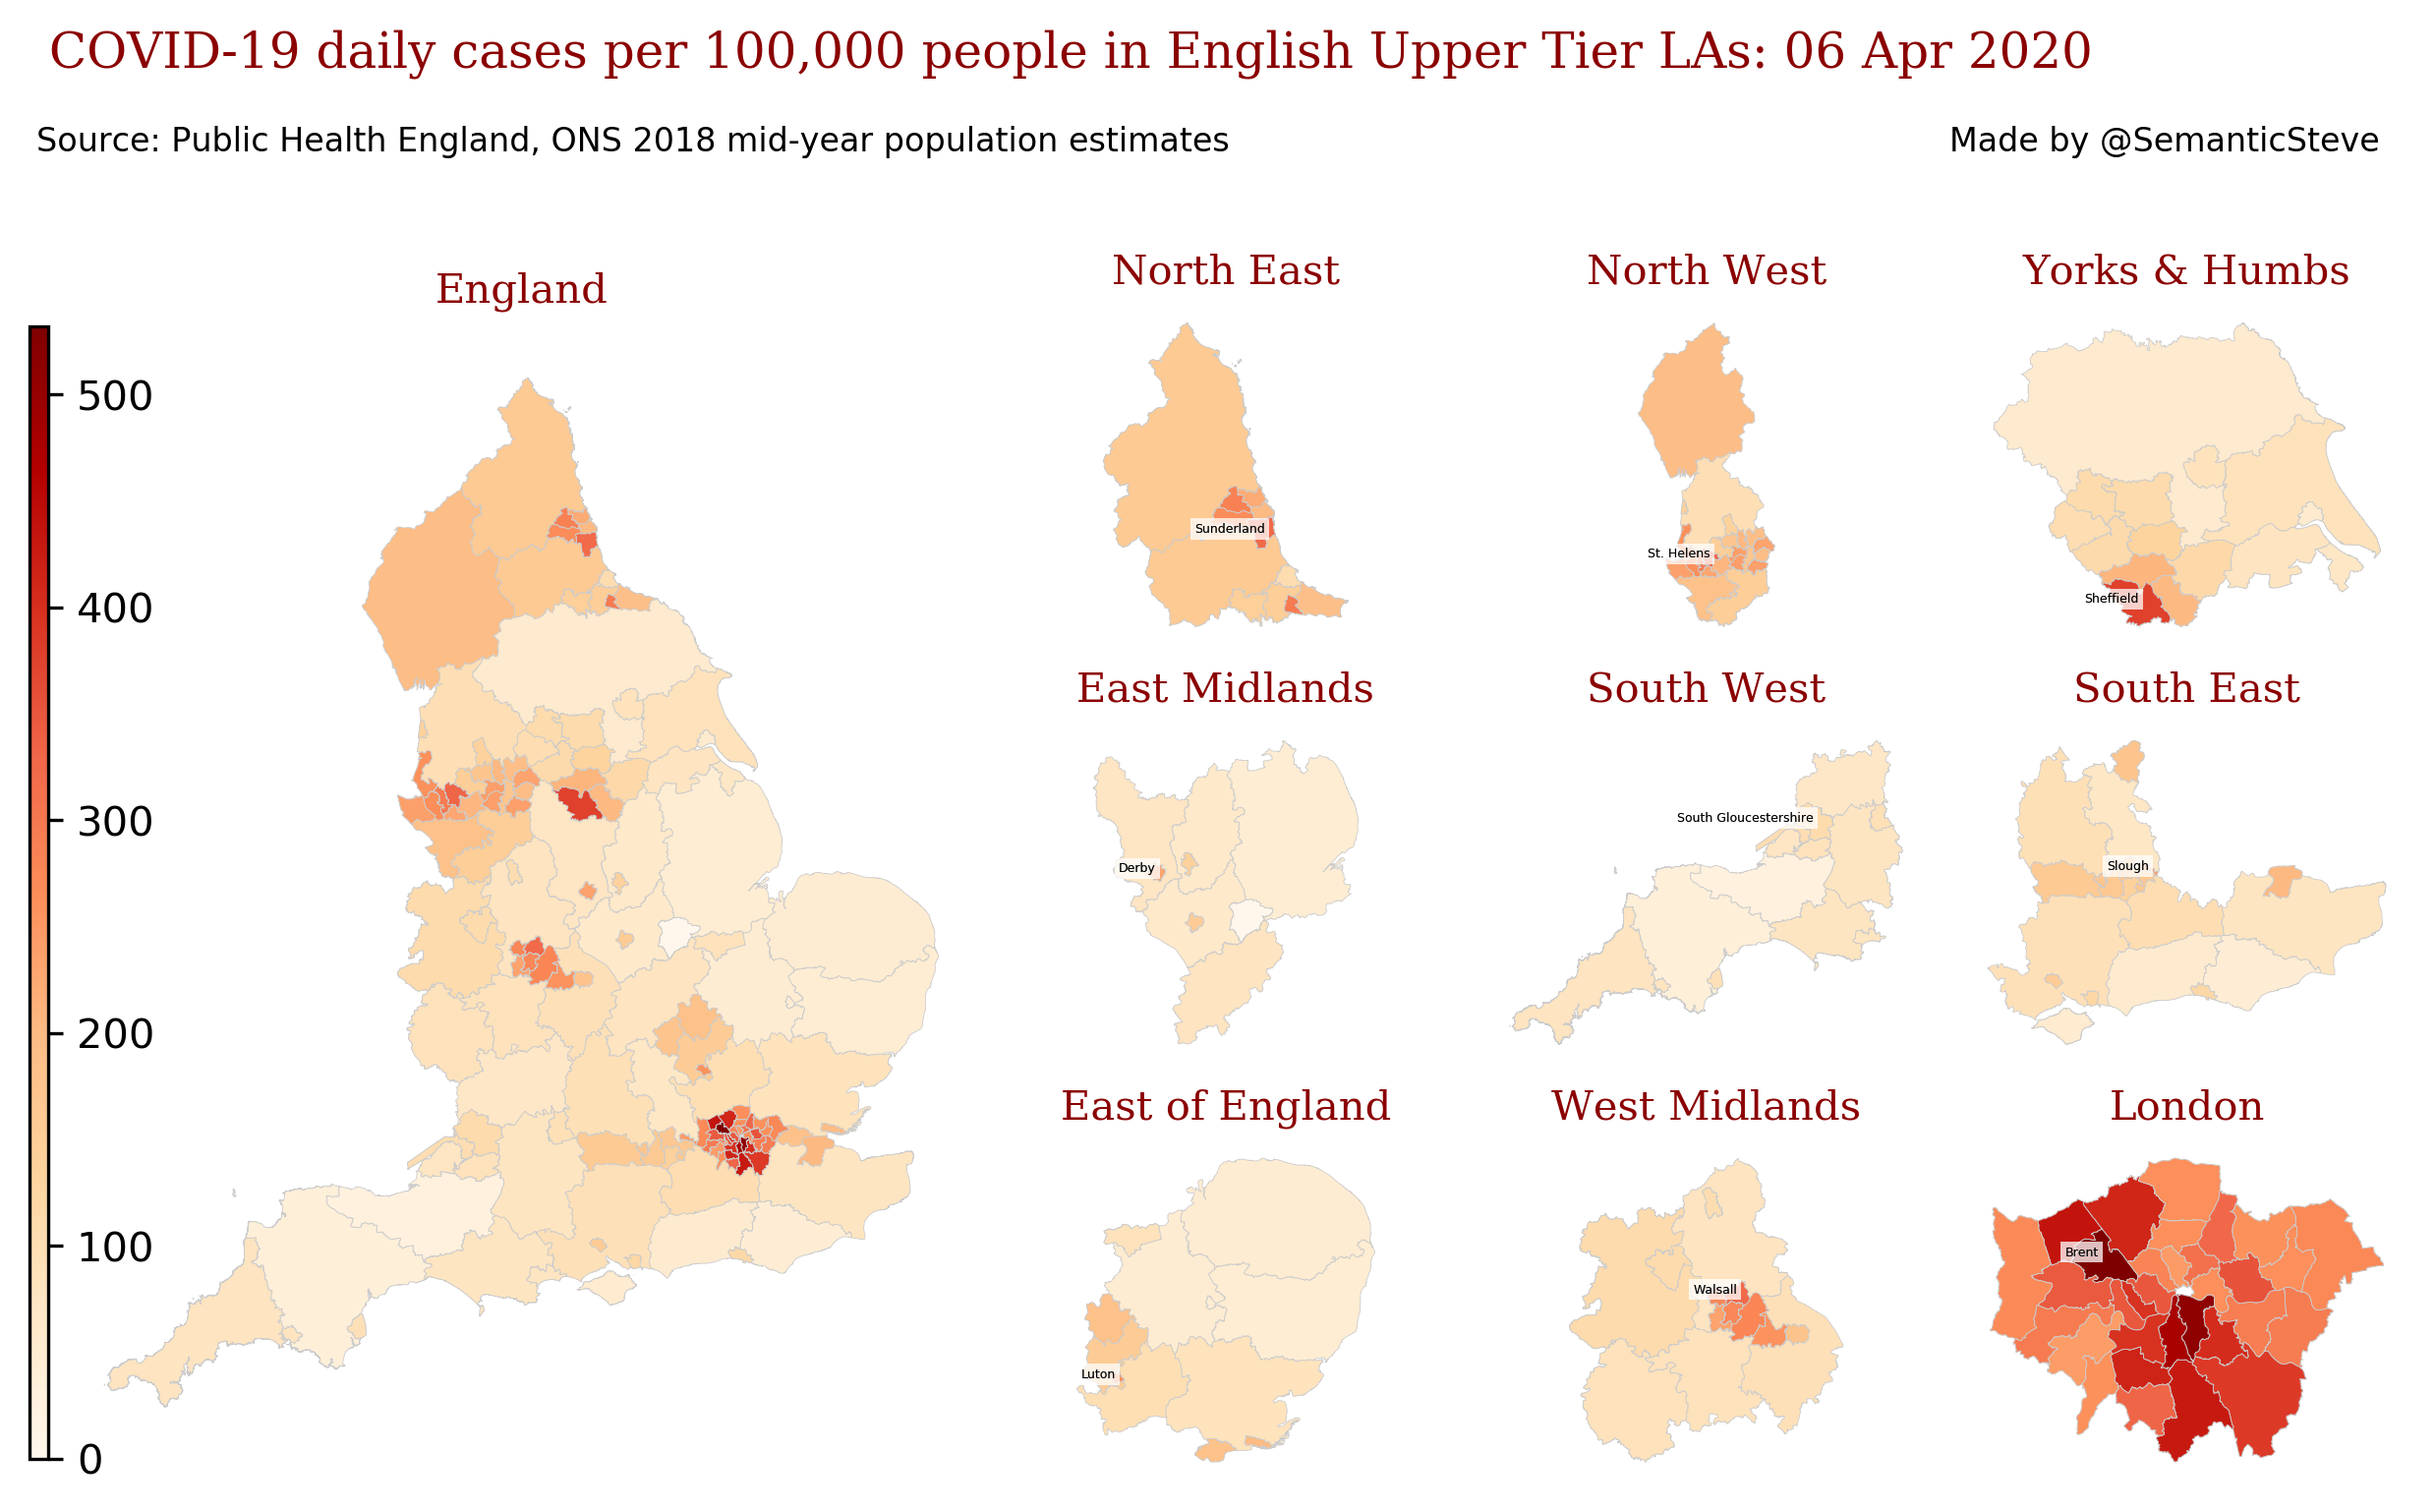 COVID-19 daily cases per 100,000 people in English Upper Tier LAs: 06 Apr 2020
Source: Public Health England, ONS 2018 mid-year population estimates
Made by @SemanticSteve
England
500
400
300
200
100
0
North East
Sunderland
North West
St. Helens
Yorks & Humbs
Sheffield
East Midlands
Derby
South West
South Gloucestershire
South East
Slough
East of England
Luton
West Midlands
Walsall
London
Brent